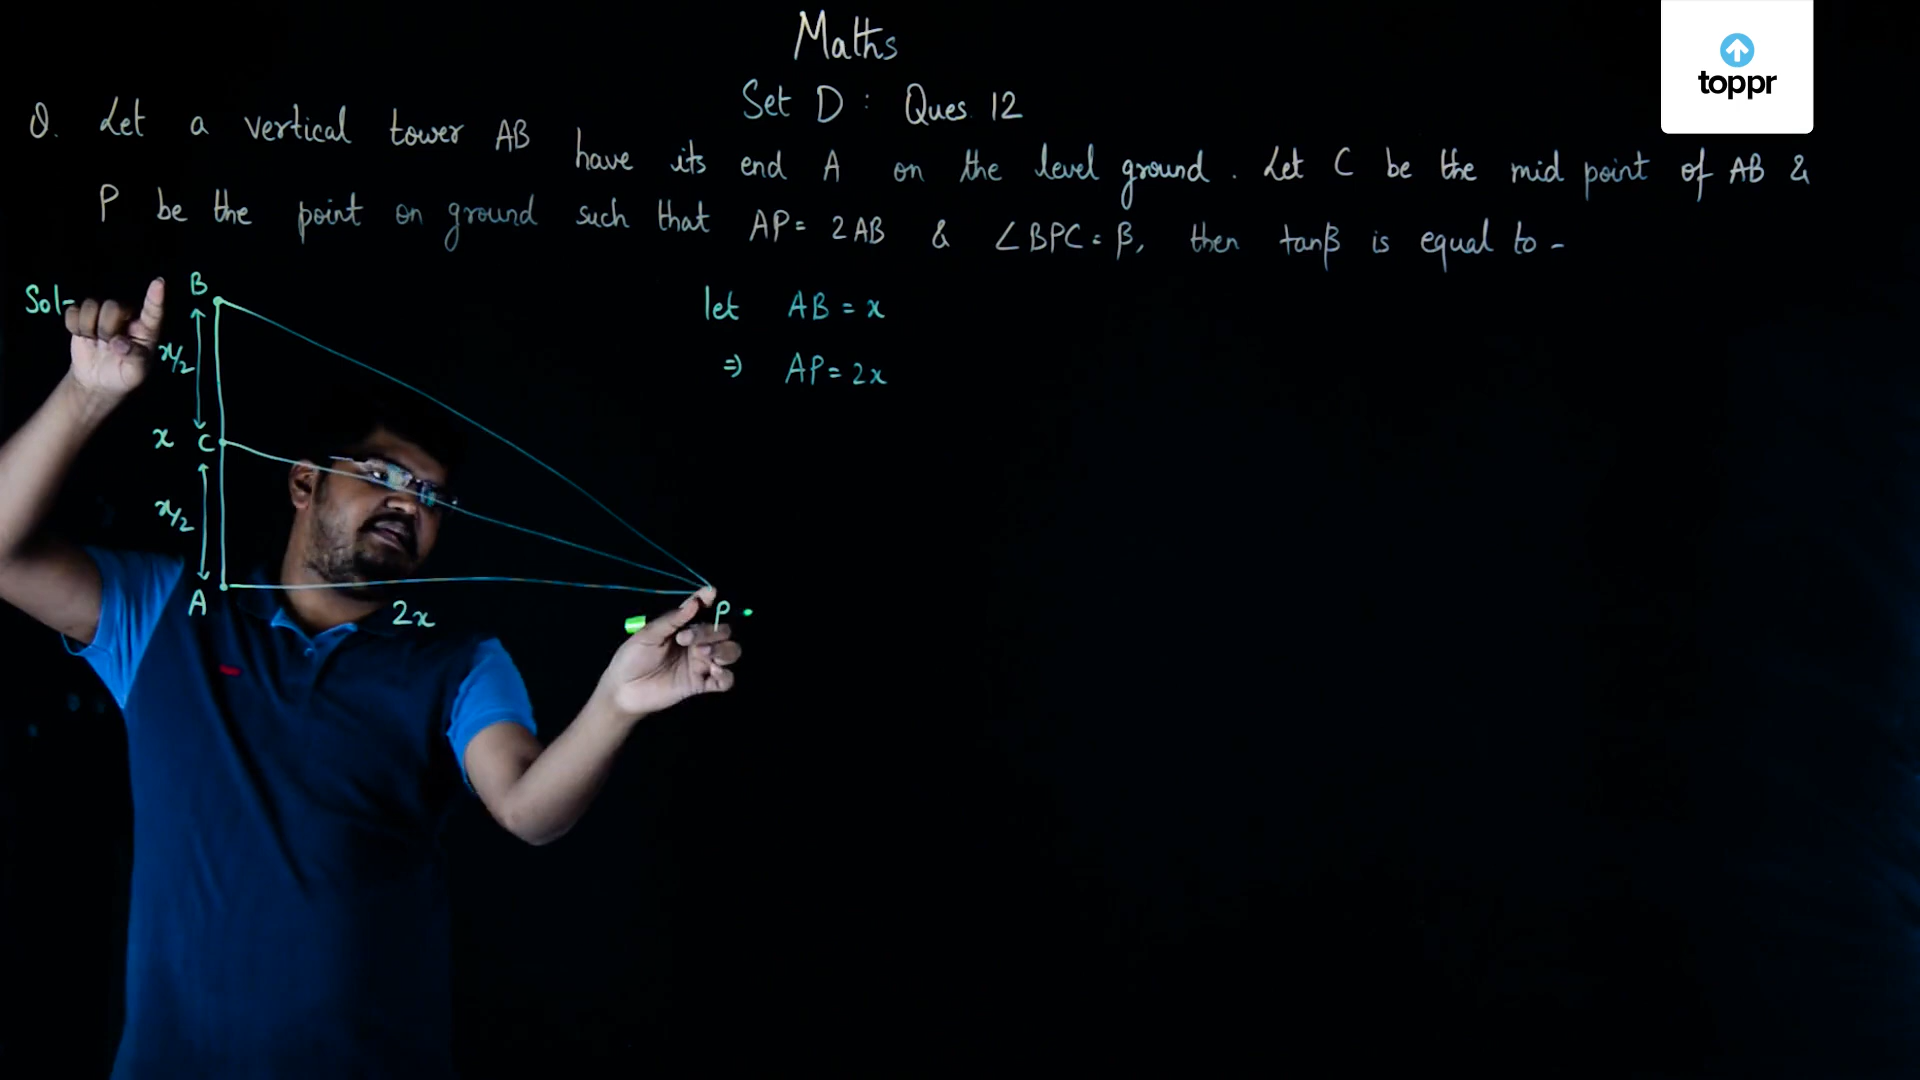 Maths
toppr
Set D : Ques. 12
Q. Let a vertical tower AB have its end A on the level ground. Let C be the mid point of AB &
P be the point on ground such that AP = 2AB & ∠BPC = β, then tanβ is equal to -
Sol-
B
let AB = x
x/2
⇒ AP = 2x
x C
x/2
A
2x
P